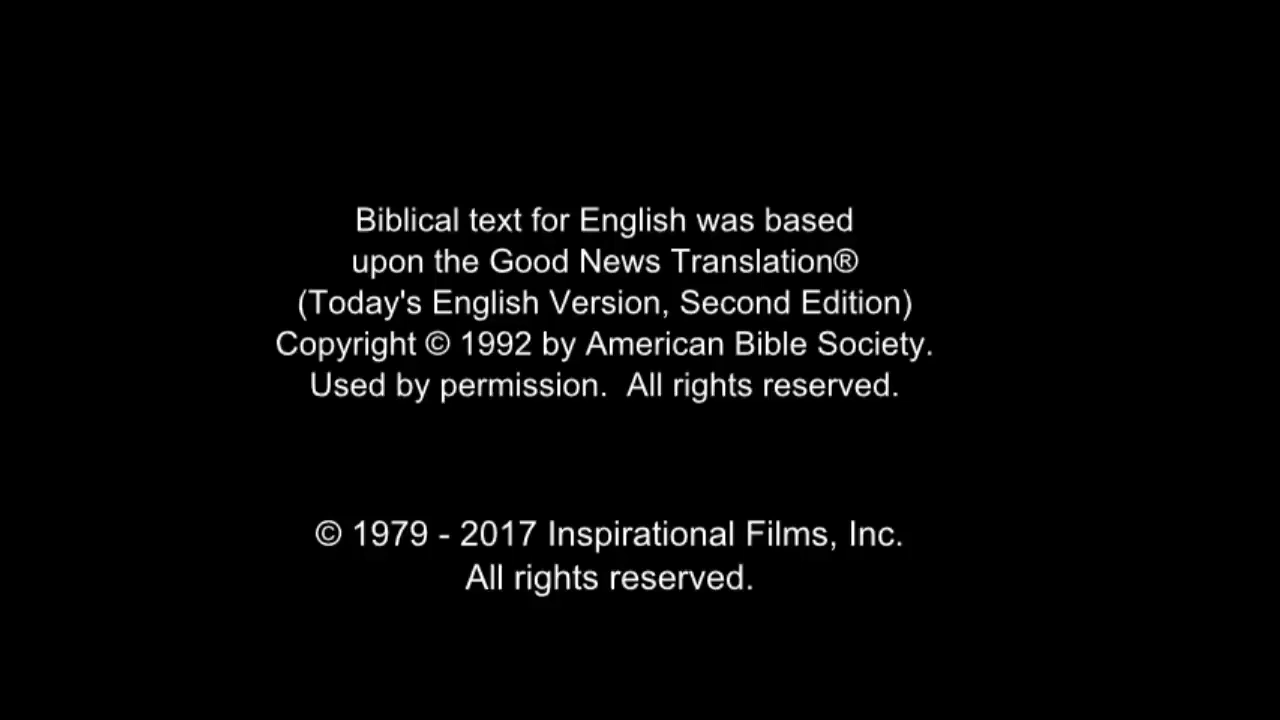 Biblical text for English was based
upon the Good News Translation®
(Today's English Version, Second Edition)
Copyright © 1992 by American Bible Society.
Used by permission.  All rights reserved.
© 1979 - 2017 Inspirational Films, Inc.
All rights reserved.